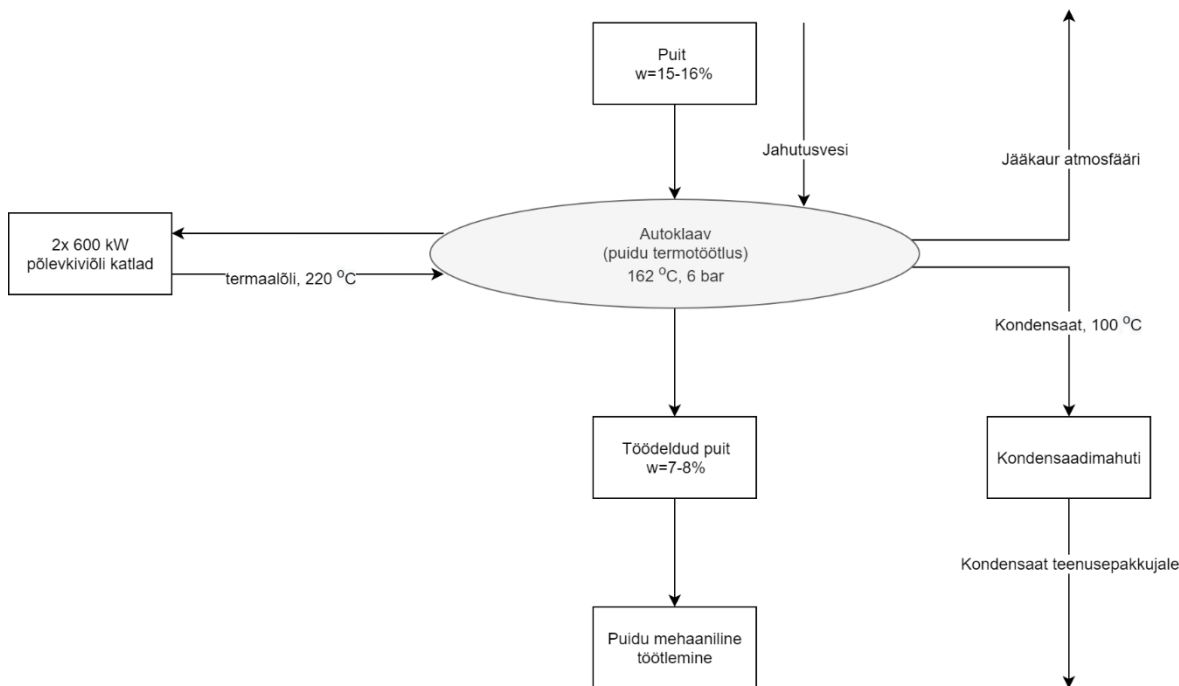 Puit
w=15-16%
Jahutusvesi
Jääkaur atmosfääri
2x 600 kW
põlevkiviõli katlad
termaalõli, 220 °C
Autoklaav
(puidu termotöötlus)
162 °C, 6 bar
Kondensaat, 100 °C
Töödeldud puit
w=7-8%
Kondensaadimahuti
Kondensaat teenusepakkujale
Puidu mehaaniline
töötlemine